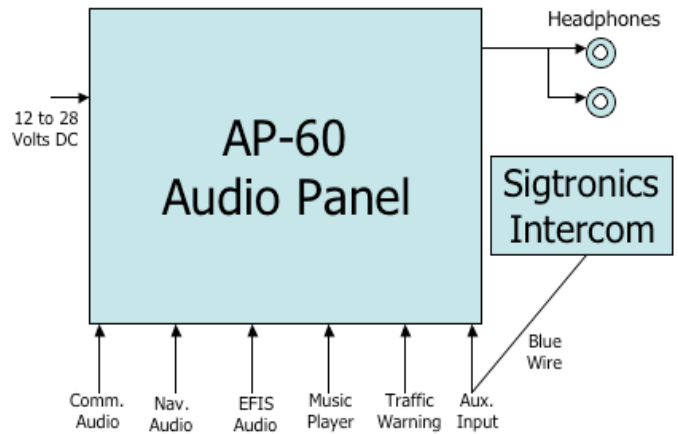 Headphones
12 to 28
Volts DC
AP-60
Audio Panel
Sigtronics
Intercom
Blue
Wire
Comm.
Audio
Nav.
Audio
EFIS
Audio
Music
Player
Traffic
Warning
Aux.
Input